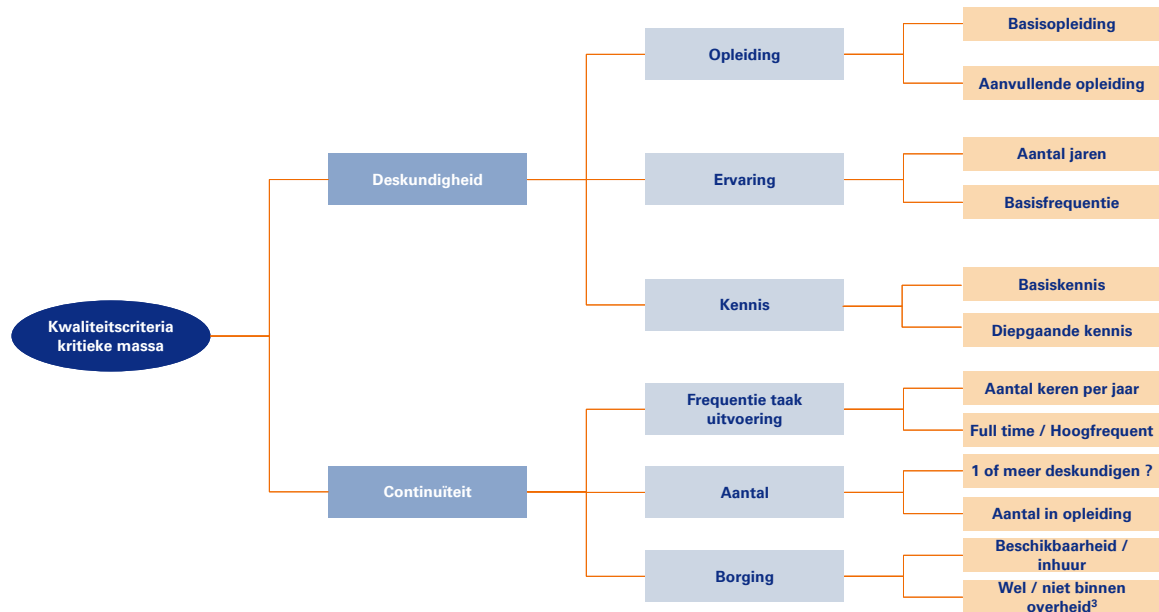 Basisopleiding
Opleiding
Aanvullende opleiding
Aantal jaren
Deskundigheid
Ervaring
Basisfrequentie
Basiskennis
Kennis
Diepgaande kennis
Kwaliteitscriteria
kritieke massa
Aantal keren per jaar
Frequentie taak
uitvoering
Full time / Hoogfrequent
1 of meer deskundigen ?
Continuïteit
Aantal
Aantal in opleiding
Beschikbaarheid /
inhuur
Borging
Wel / niet binnen
overheid³